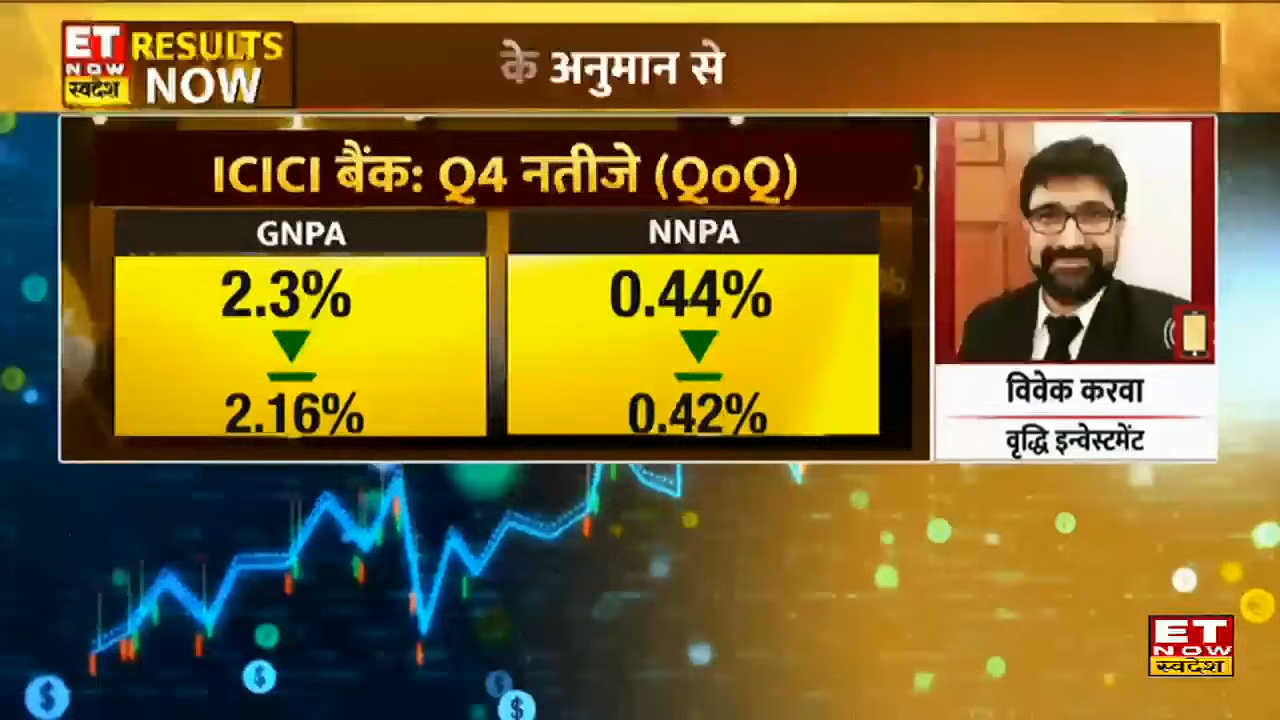 ET
NOW
स्वदेश
RESULTS
NOW
के अनुमान से
ICICI बैंक: Q4 नतीजे (QoQ)
GNPA
NNPA
2.3%
0.44%
2.16%
0.42%
विवेक करवा
वृद्धि इन्वेस्टमेंट
ET
NOW
स्वदेश